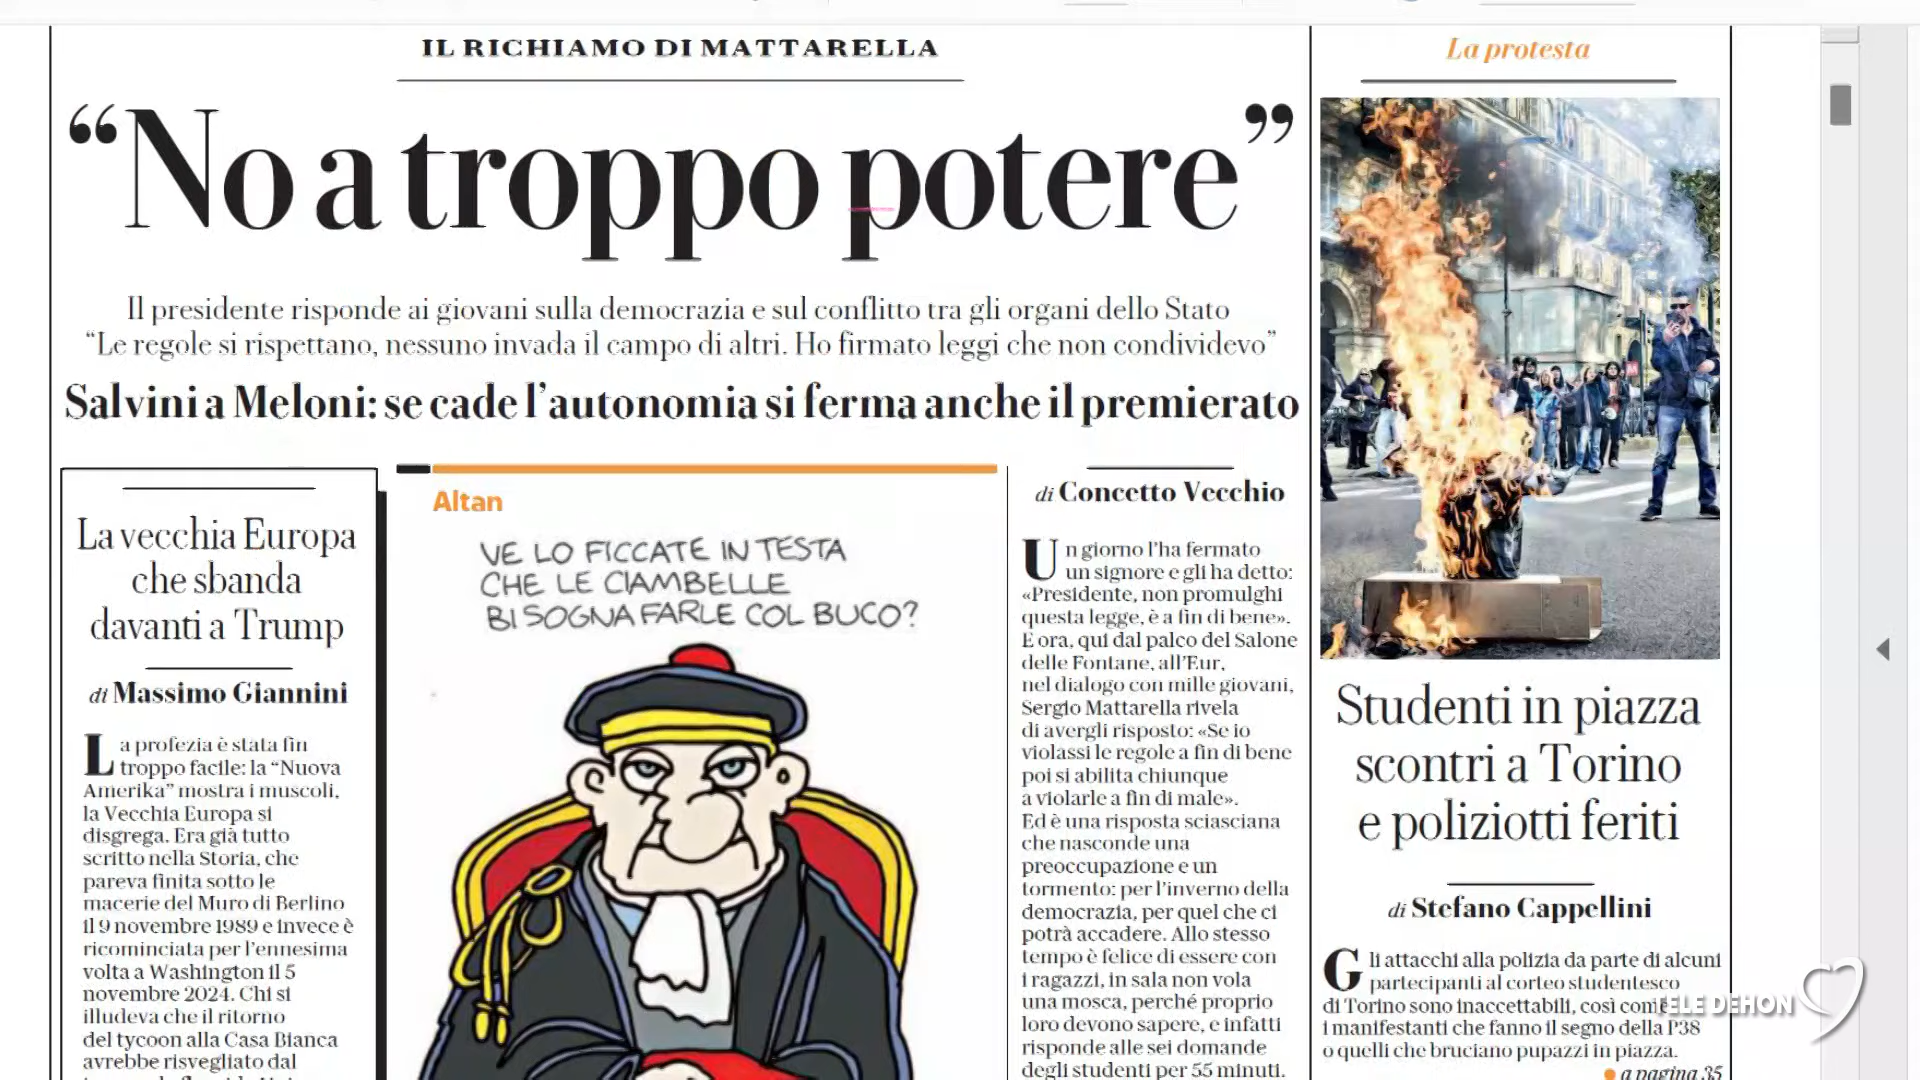 IL RICHIAMO DI MATTARELLA
“No a troppo potere”
Il presidente risponde ai giovani sulla democrazia e sul conflitto tra gli organi dello Stato
“Le regole si rispettano, nessuno invada il campo di altri. Ho firmato leggi che non condividevo”
Salvini a Meloni: se cade l’autonomia si ferma anche il premierato
La vecchia Europa
che sbanda
davanti a Trump
di Massimo Giannini
La profezia è stata fin
troppo facile: la “Nuova
Amerika” mostra i muscoli,
la Vecchia Europa si
disgrega. Era già tutto
scritto nella Storia, che
pareva finita sotto le
macerie del Muro di Berlino
il 9 novembre 1989 e invece è
ricominciata per l’ennesima
volta a Washington il 5
novembre 2024. Chi si
illudeva che il ritorno
del tycoon alla Casa Bianca
avrebbe risvegliato dal
Altan
VE LO FICCATE IN TESTA
CHE LE CIAMBELLE
BISOGNA FARLE COL BUCO?
di Concetto Vecchio
Un giorno l’ha fermato
un signore e gli ha detto:
«Presidente, non promulghi
questa legge, è a fin di bene».
E ora, qui dal palco del Salone
delle Fontane, all’Eur,
nel dialogo con mille giovani,
Sergio Mattarella rivela
di avergli risposto: «Se io
violassi le regole a fin di bene
poi si abilita chiunque
a violarle a fin di male».
Ed è una risposta sciasciana
che nasconde una
preoccupazione e un
tormento: per l’inverno della
democrazia, per quel che ci
potrà accadere. Allo stesso
tempo è felice di essere con
i ragazzi, in sala non vola
una mosca, perché proprio
loro devono sapere, e infatti
risponde alle sei domande
degli studenti per 55 minuti.
La protesta
Studenti in piazza
scontri a Torino
e poliziotti feriti
di Stefano Cappellini
Gli attacchi alla polizia da parte di alcuni
partecipanti al corteo studentesco
di Torino sono inaccettabili, così come
i manifestanti che fanno il segno della P38
o quelli che bruciano pupazzi in piazza.
a pagina 35
TELE DEHON